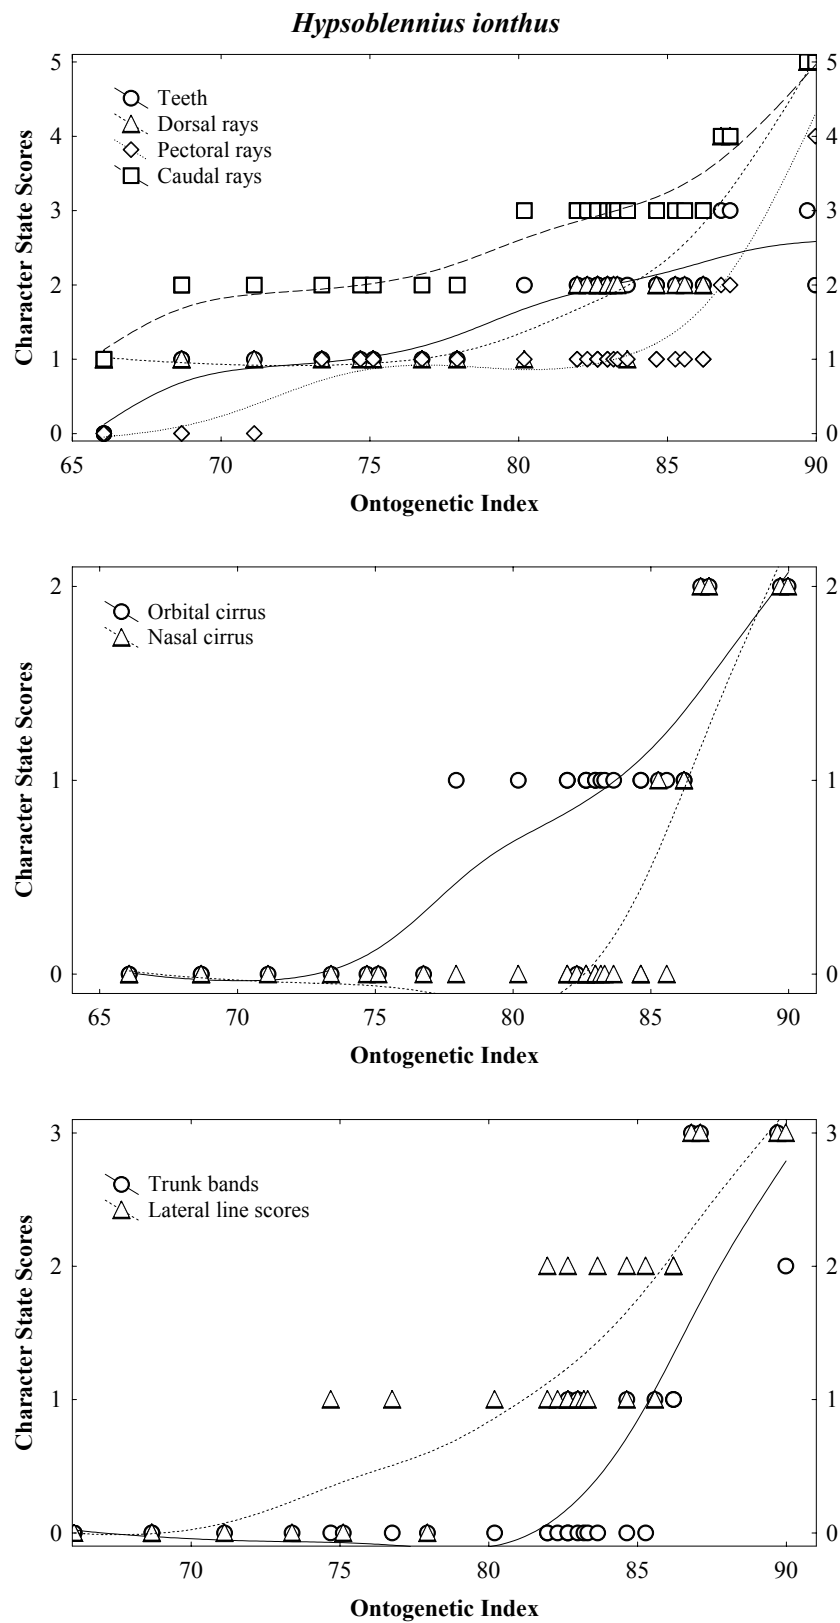 Hypsoblennius ionthus
Character State Scores
5 5
Teeth
Dorsal rays
4 4
Pectoral rays
Caudal rays
3 3
2 2
1 1
0 0
65 70 75 80 85 90
Ontogenetic Index
Character State Scores
2 2
Orbital cirrus
Nasal cirrus
1 1
0 0
65 70 75 80 85 90
Ontogenetic Index
Character State Scores
3 3
Trunk bands
Lateral line scores
2 2
1 1
0 0
70 75 80 85 90
Ontogenetic Index